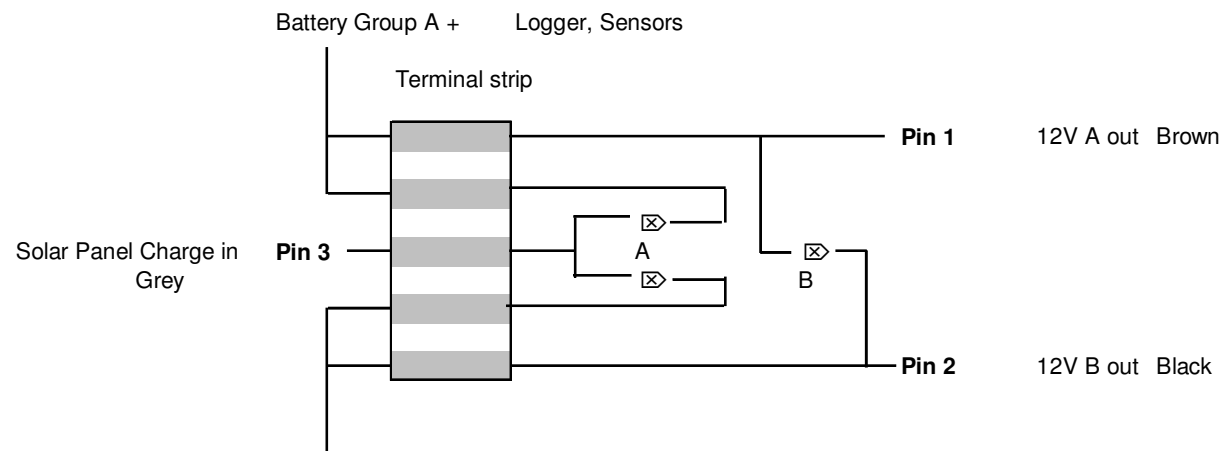 Battery Group A + Logger, Sensors
Terminal strip
Pin 1 12V A out Brown
Solar Panel Charge in Pin 3 A
B
Grey
Pin 2 12V B out Black